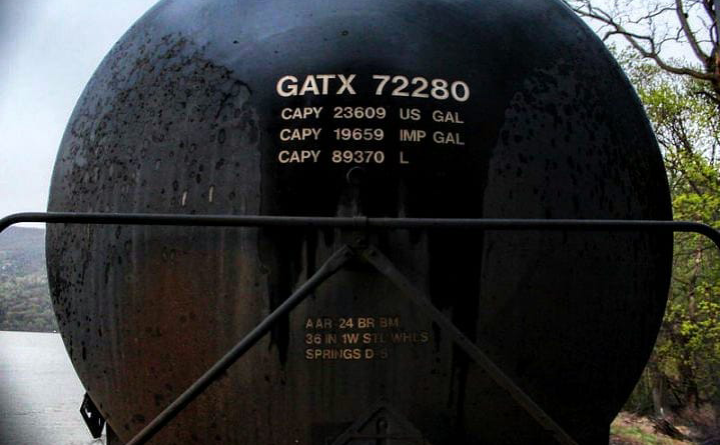 GATX 72280
CAPY 23609 US GAL
CAPY 19659 IMP GAL
CAPY 89370 L
AAR 24 BR BM
36 IN 1W STL WHLS
SPRINGS D 5